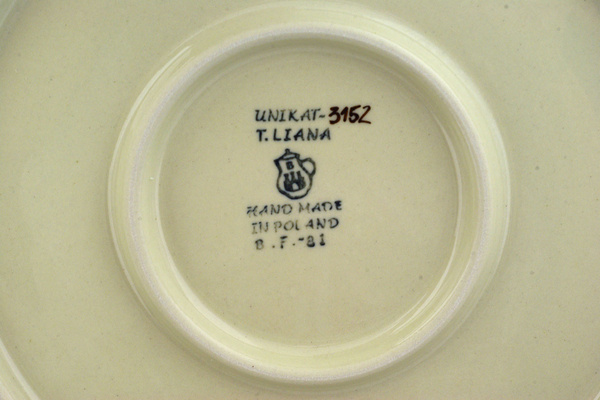 UNIKAT-3152
T. LIANA
B
HAND MADE
IN POLAND
B.F.-81